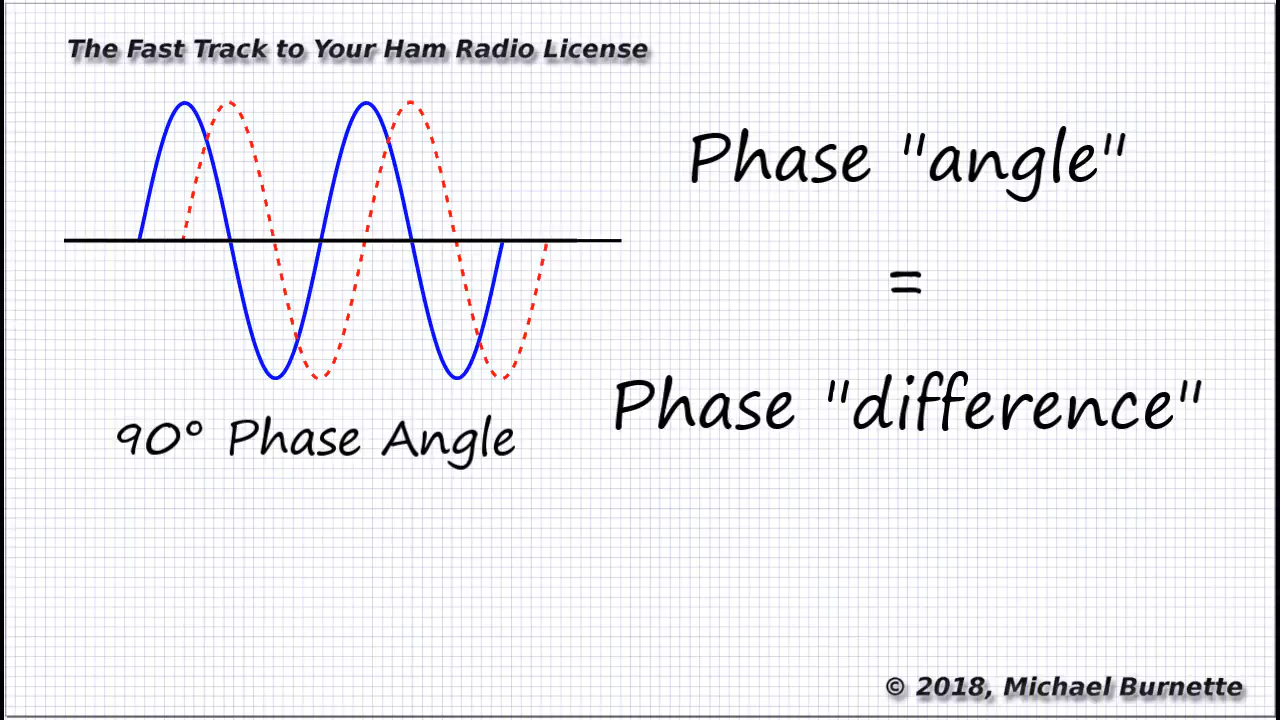 The Fast Track to Your Ham Radio License
Phase "angle"
=
Phase "difference"
90° Phase Angle
© 2018, Michael Burnette